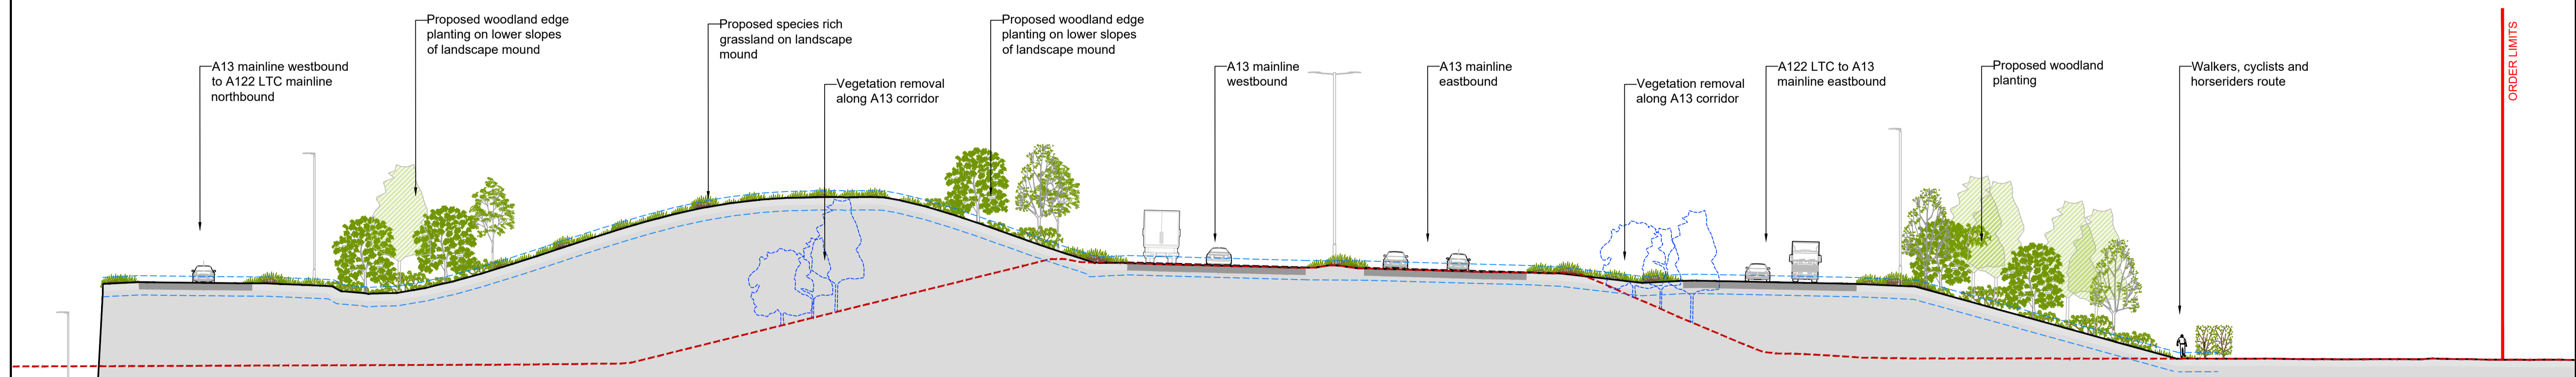 A13 mainline westbound
to A122 LTC mainline
northbound
Proposed woodland edge
planting on lower slopes
of landscape mound
Proposed species rich
grassland on landscape
mound
Vegetation removal
along A13 corridor
Proposed woodland edge
planting on lower slopes
of landscape mound
A13 mainline
westbound
A13 mainline
eastbound
Vegetation removal
along A13 corridor
A122 LTC to A13
mainline eastbound
Proposed woodland
planting
Walkers, cyclists and
horseriders route
ORDER LIMITS